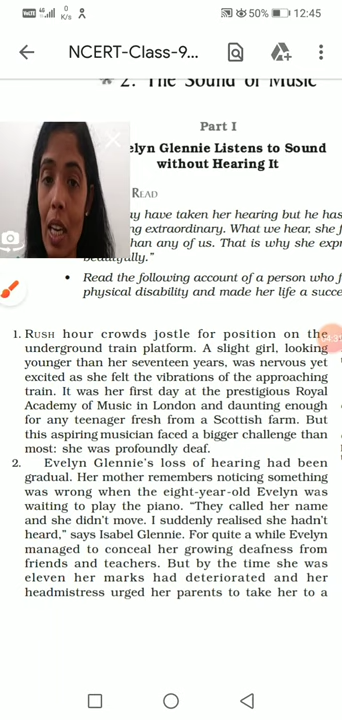 VoLTE 4G 0 K/s 50% 12:45
NCERT-Class-9...
2. The Sound of Music
Part I
elyn Glennie Listens to Sound
without Hearing It
READ
ay have taken her hearing but he has
ng extraordinary. What we hear, she f
han any of us. That is why she expr
beautifully.”
• Read the following account of a person who f
physical disability and made her life a succe
1. RUSH hour crowds jostle for position on the
underground train platform. A slight girl, looking
younger than her seventeen years, was nervous yet
excited as she felt the vibrations of the approaching
train. It was her first day at the prestigious Royal
Academy of Music in London and daunting enough
for any teenager fresh from a Scottish farm. But
this aspiring musician faced a bigger challenge than
most: she was profoundly deaf.
2. Evelyn Glennie’s loss of hearing had been
gradual. Her mother remembers noticing something
was wrong when the eight-year-old Evelyn was
waiting to play the piano. “They called her name
and she didn’t move. I suddenly realised she hadn’t
heard,” says Isabel Glennie. For quite a while Evelyn
managed to conceal her growing deafness from
friends and teachers. But by the time she was
eleven her marks had deteriorated and her
headmistress urged her parents to take her to a